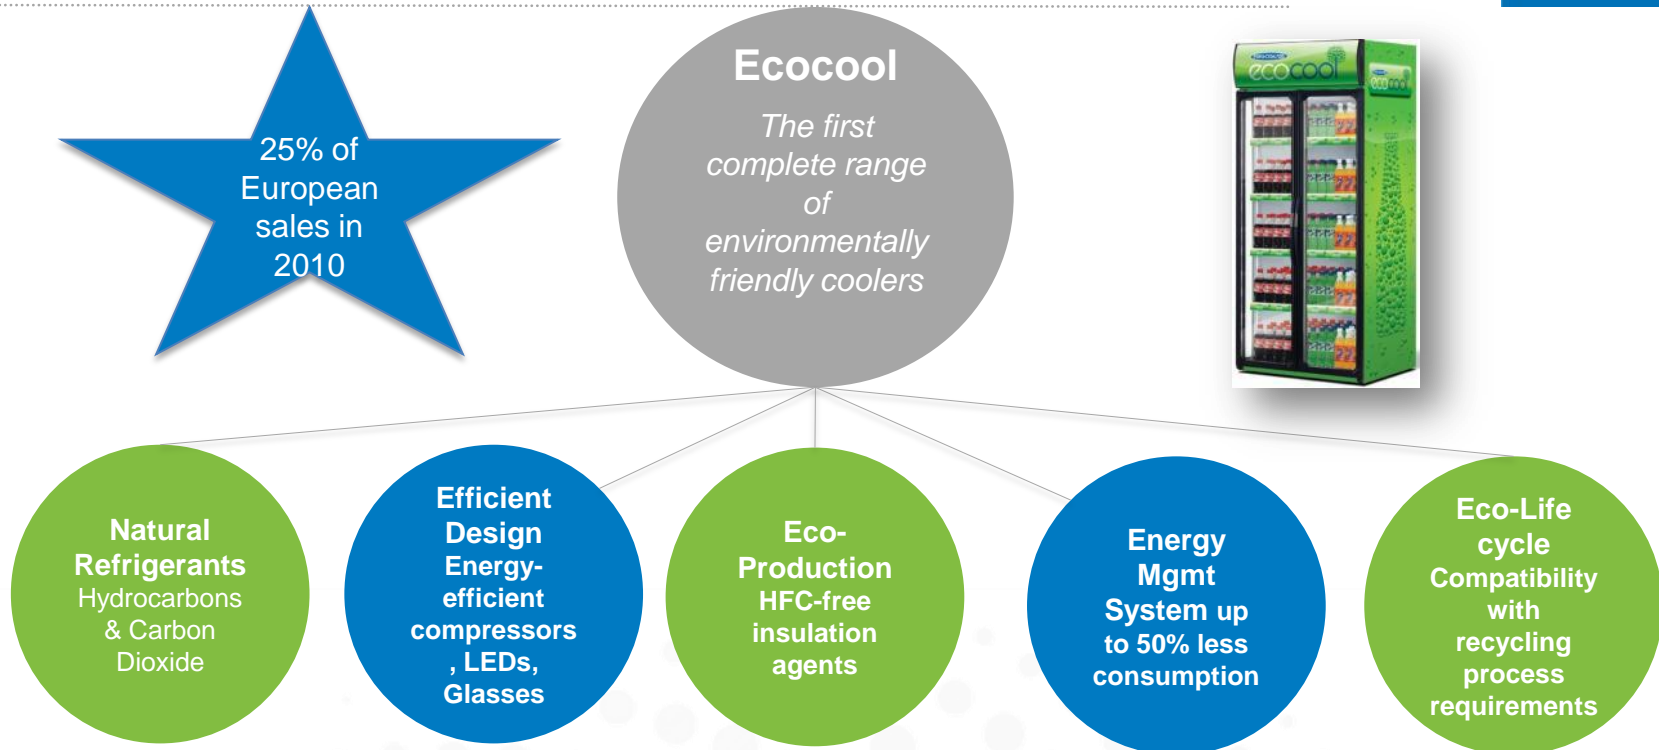 25% of
European
sales in
2010
Ecocool
The first
complete range
of
environmentally
friendly coolers
ecocool
ecocool
Natural
Refrigerants
Hydrocarbons
& Carbon
Dioxide
Efficient
Design
Energy-
efficient
compressors
, LEDs,
Glasses
Eco-
Production
HFC-free
insulation
agents
Energy
Mgmt
System up
to 50% less
consumption
Eco-Life
cycle
Compatibility
with
recycling
process
requirements